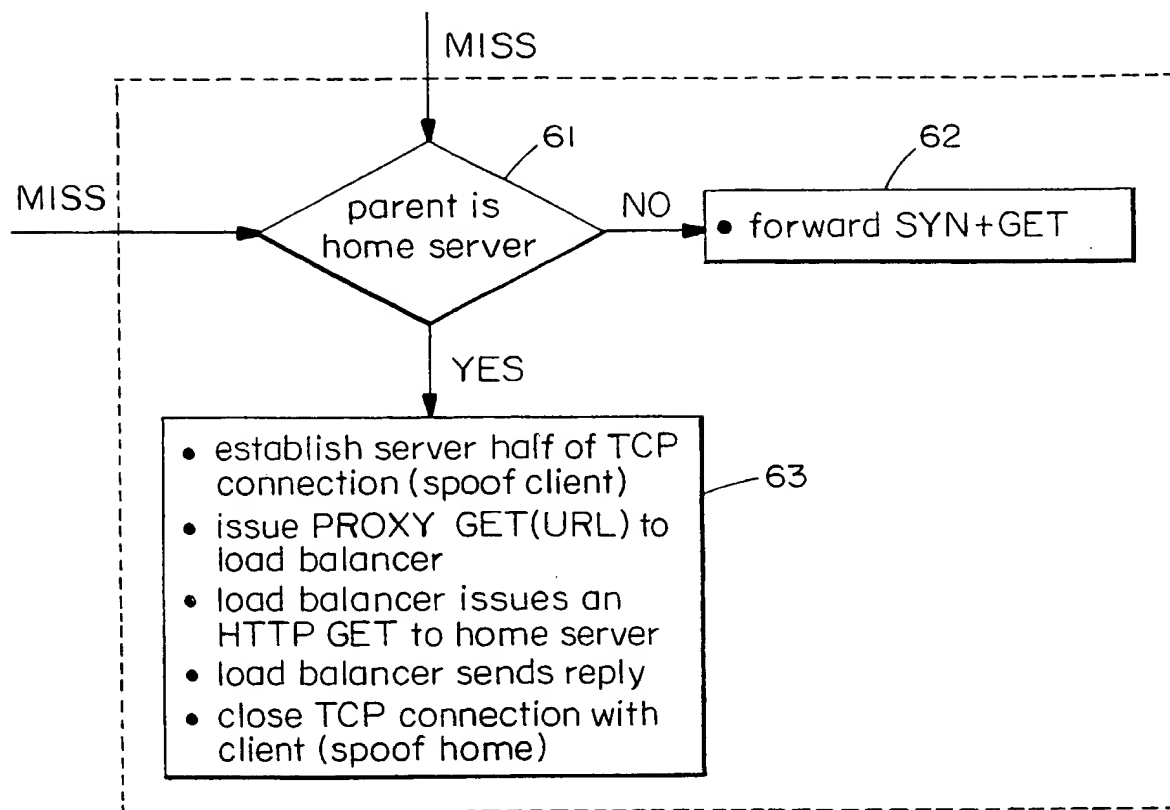 MISS
61
62
MISS
parent is
home server
NO
• forward SYN+GET
YES
63
• establish server half of TCP
connection (spoof client)
• issue PROXY GET(URL) to
load balancer
• load balancer issues an
HTTP GET to home server
• load balancer sends reply
• close TCP connection with
client (spoof home)